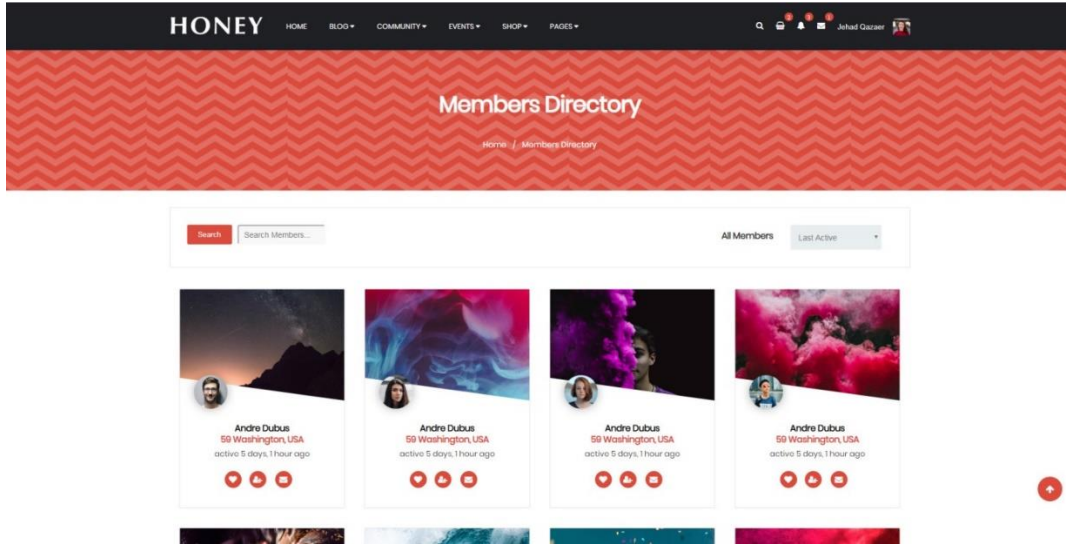 HONEY HOME BLOG COMMUNITY EVENTS SHOP PAGES Jehad Qazaer
Members Directory
Home / Members Directory
Search Search Members... All Members Last Active
Andre Dubus Andre Dubus Andre Dubus Andre Dubus
59 Washington, USA 59 Washington, USA 59 Washington, USA 59 Washington, USA
active 5 days, 1 hour ago active 5 days, 1 hour ago active 5 days, 1 hour ago active 5 days, 1 hour ago